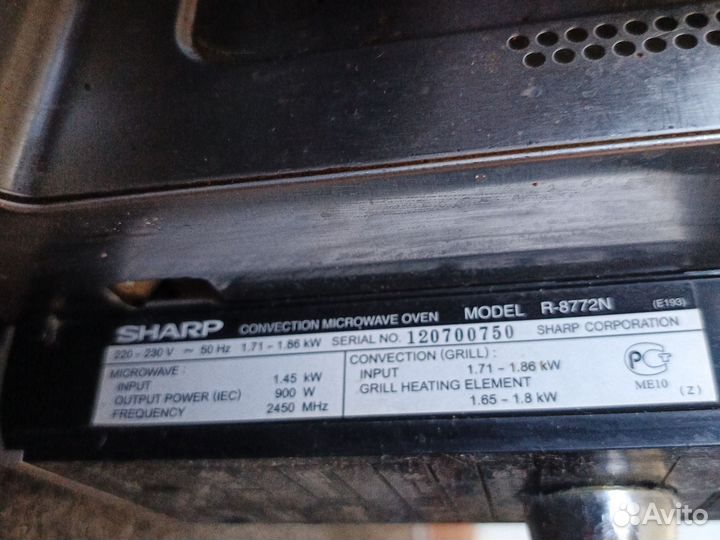 SHARP CONVECTION MICROWAVE OVEN MODEL R-8772N (E193)
220 - 230 V ~ 50 Hz 1.71 - 1.86 kW SERIAL NO. 120700750 SHARP CORPORATION
MICROWAVE :
INPUT 1.45 kW
OUTPUT POWER (IEC) 900 W
FREQUENCY 2450 MHz
CONVECTION (GRILL) :
INPUT 1.71 - 1.86 kW
GRILL HEATING ELEMENT
1.65 - 1.8 kW
РСТ
ME10
(Z)
Avito